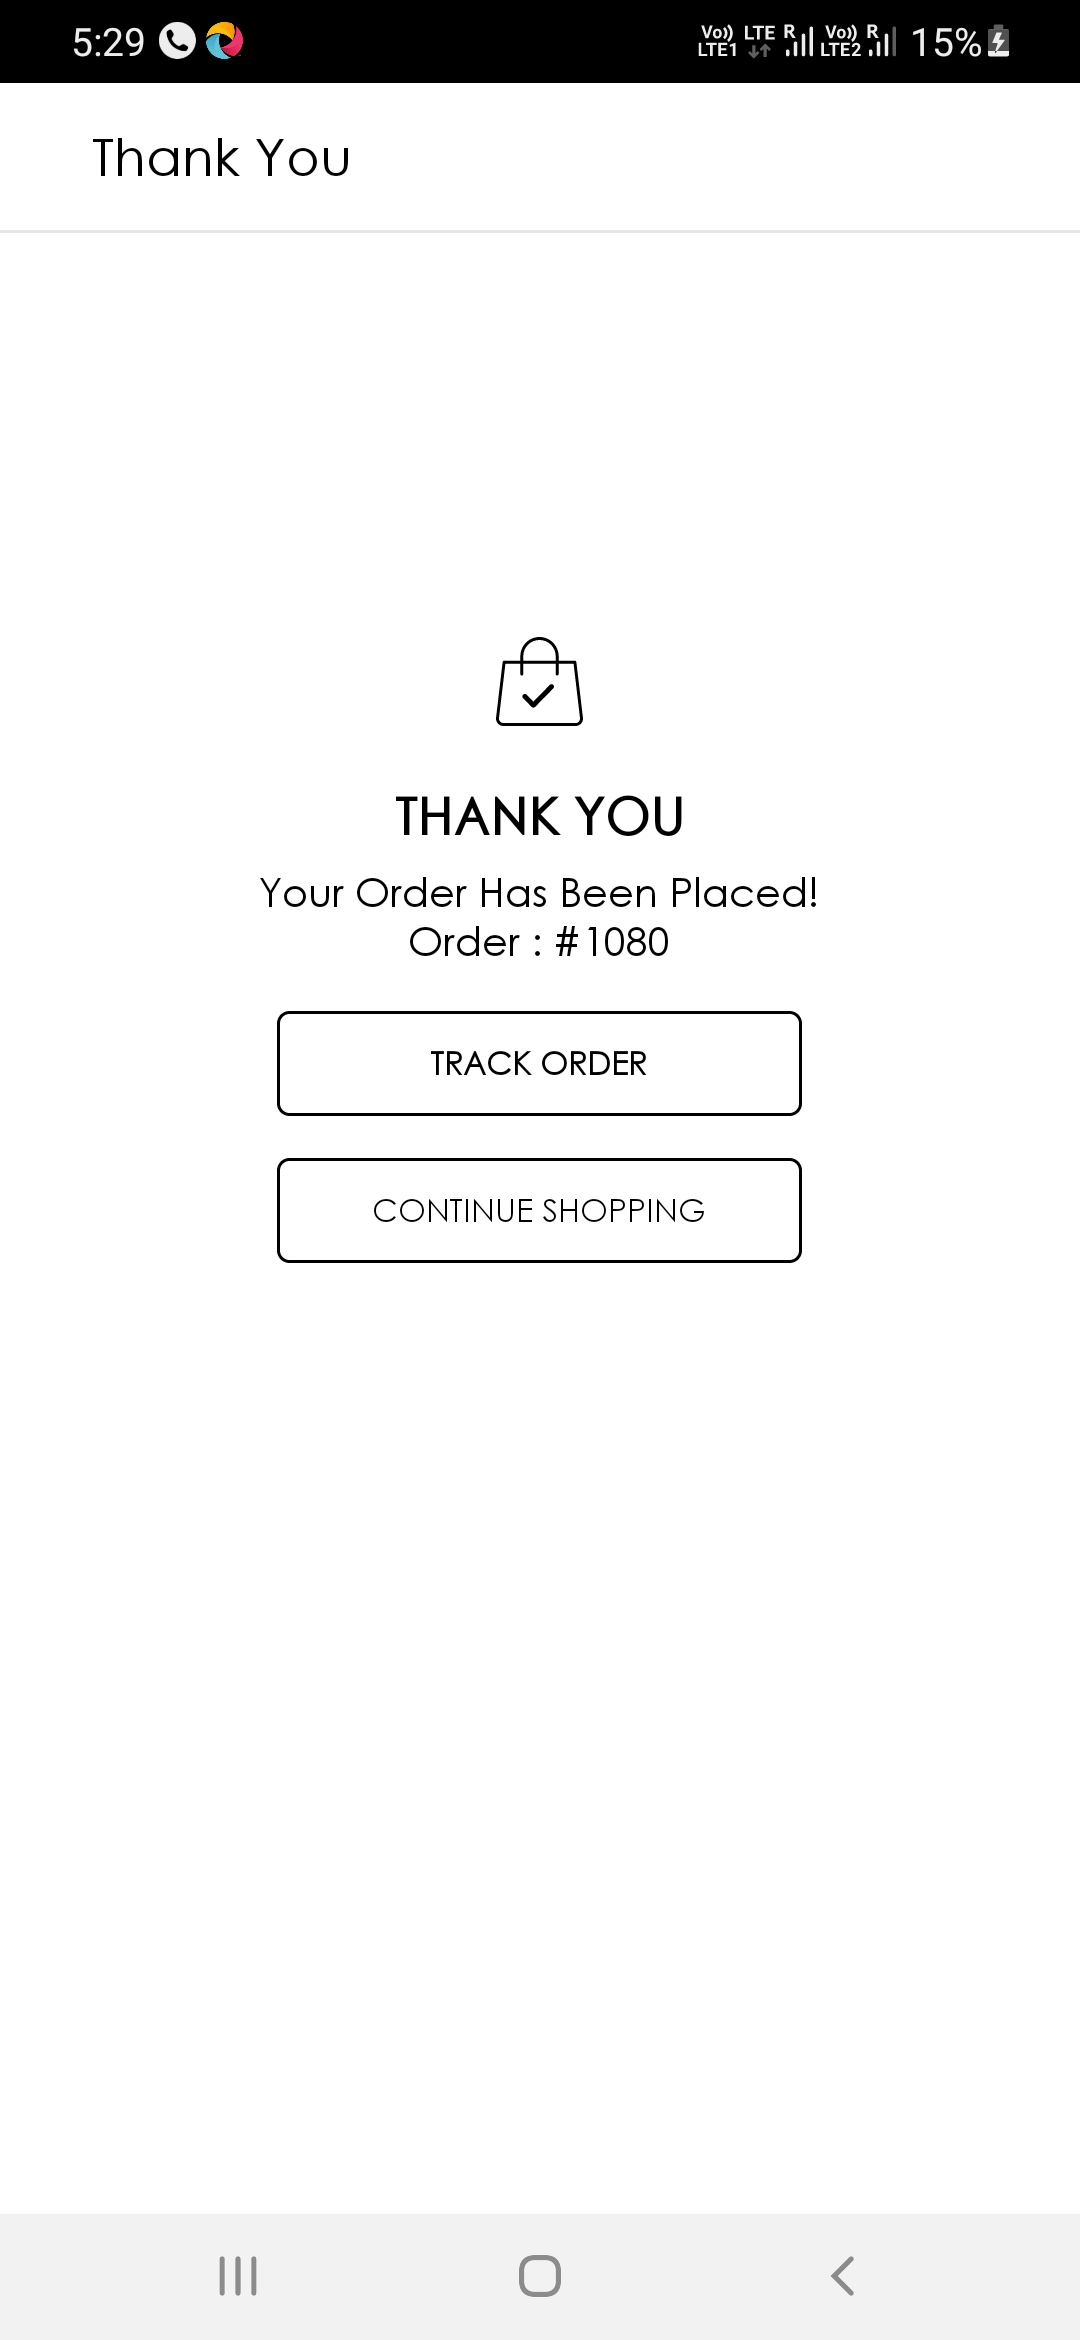 5:29 Vo)) LTE1 LTE R Vo)) LTE2 R 15%
Thank You
THANK YOU
Your Order Has Been Placed!
Order : #1080
TRACK ORDER
CONTINUE SHOPPING